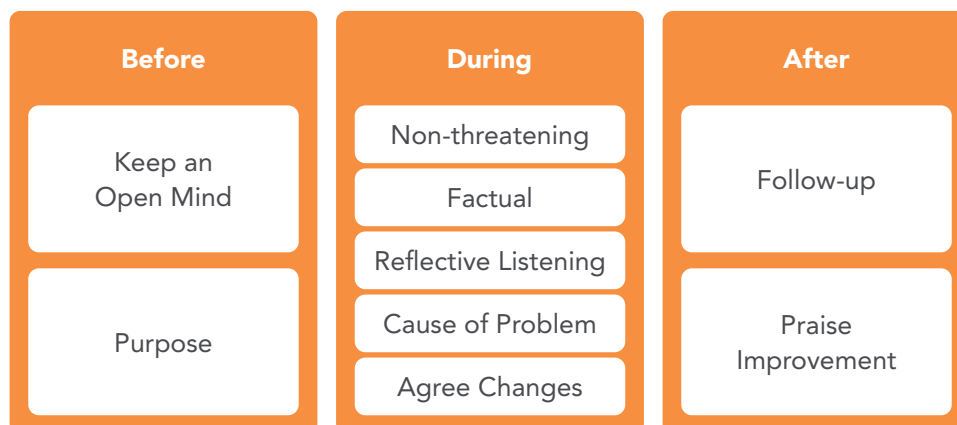 Before
Keep an
Open Mind
Purpose
During
Non-threatening
Factual
Reflective Listening
Cause of Problem
Agree Changes
After
Follow-up
Praise
Improvement